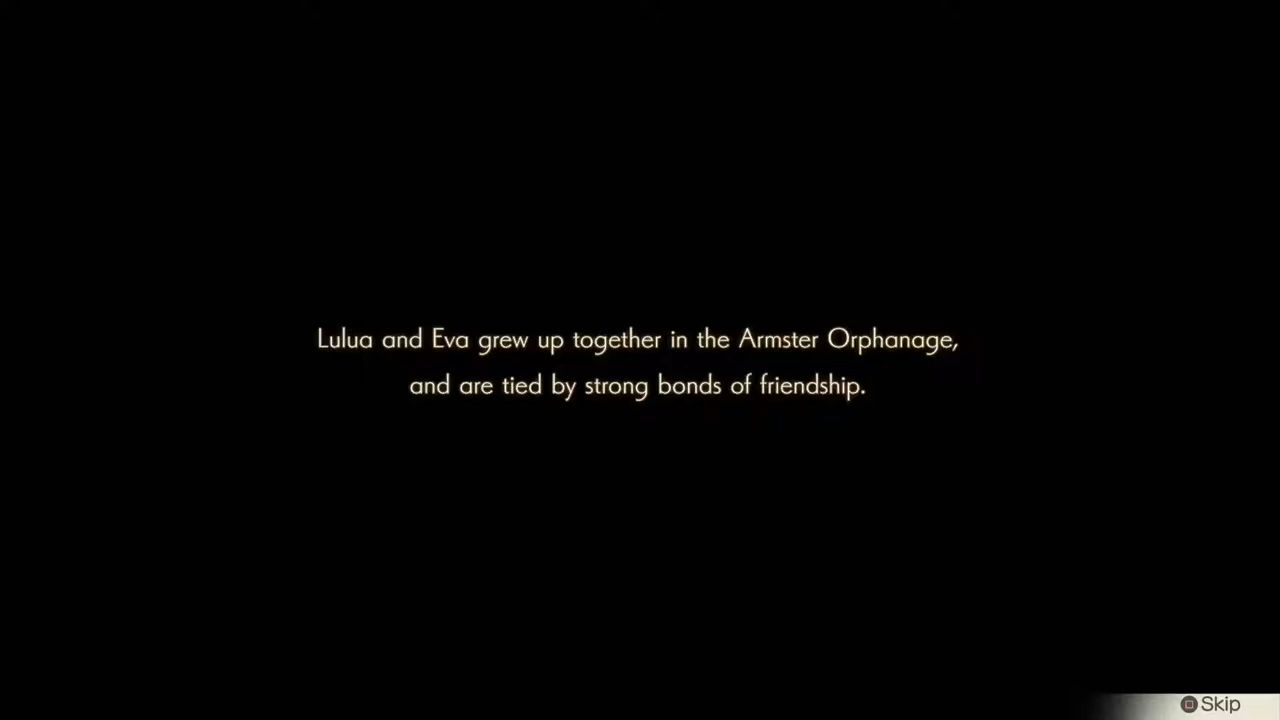 Lulua and Eva grew up together in the Armster Orphanage,
and are tied by strong bonds of friendship.
Skip